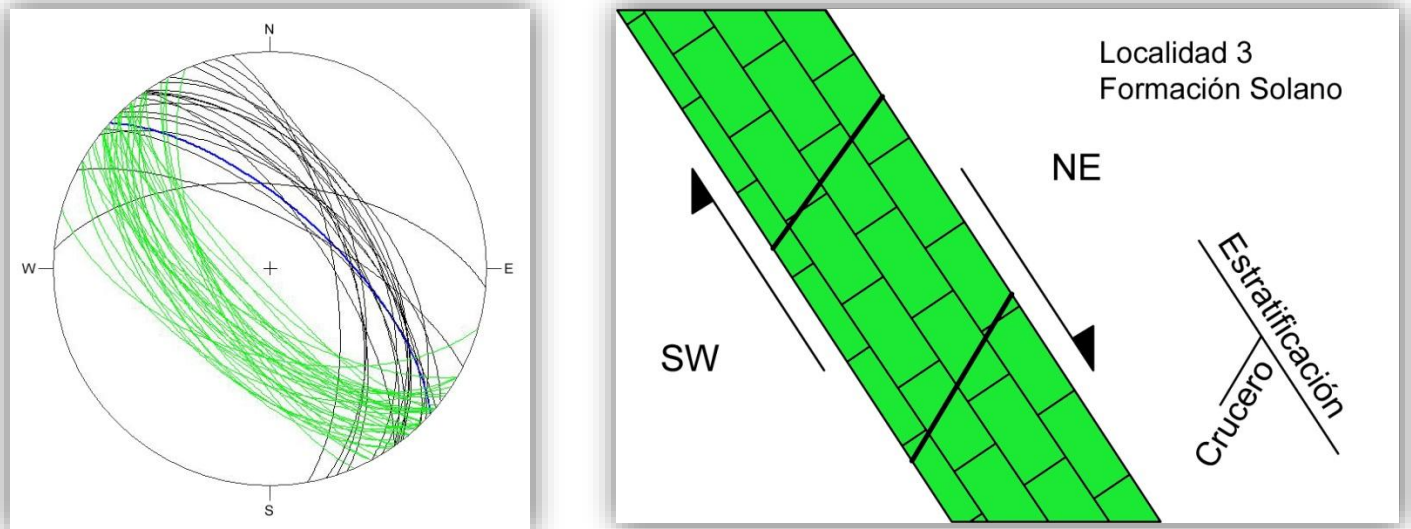 N
W
E
S
Localidad 3
Formación Solano
NE
SW
Estratificación
Crucero